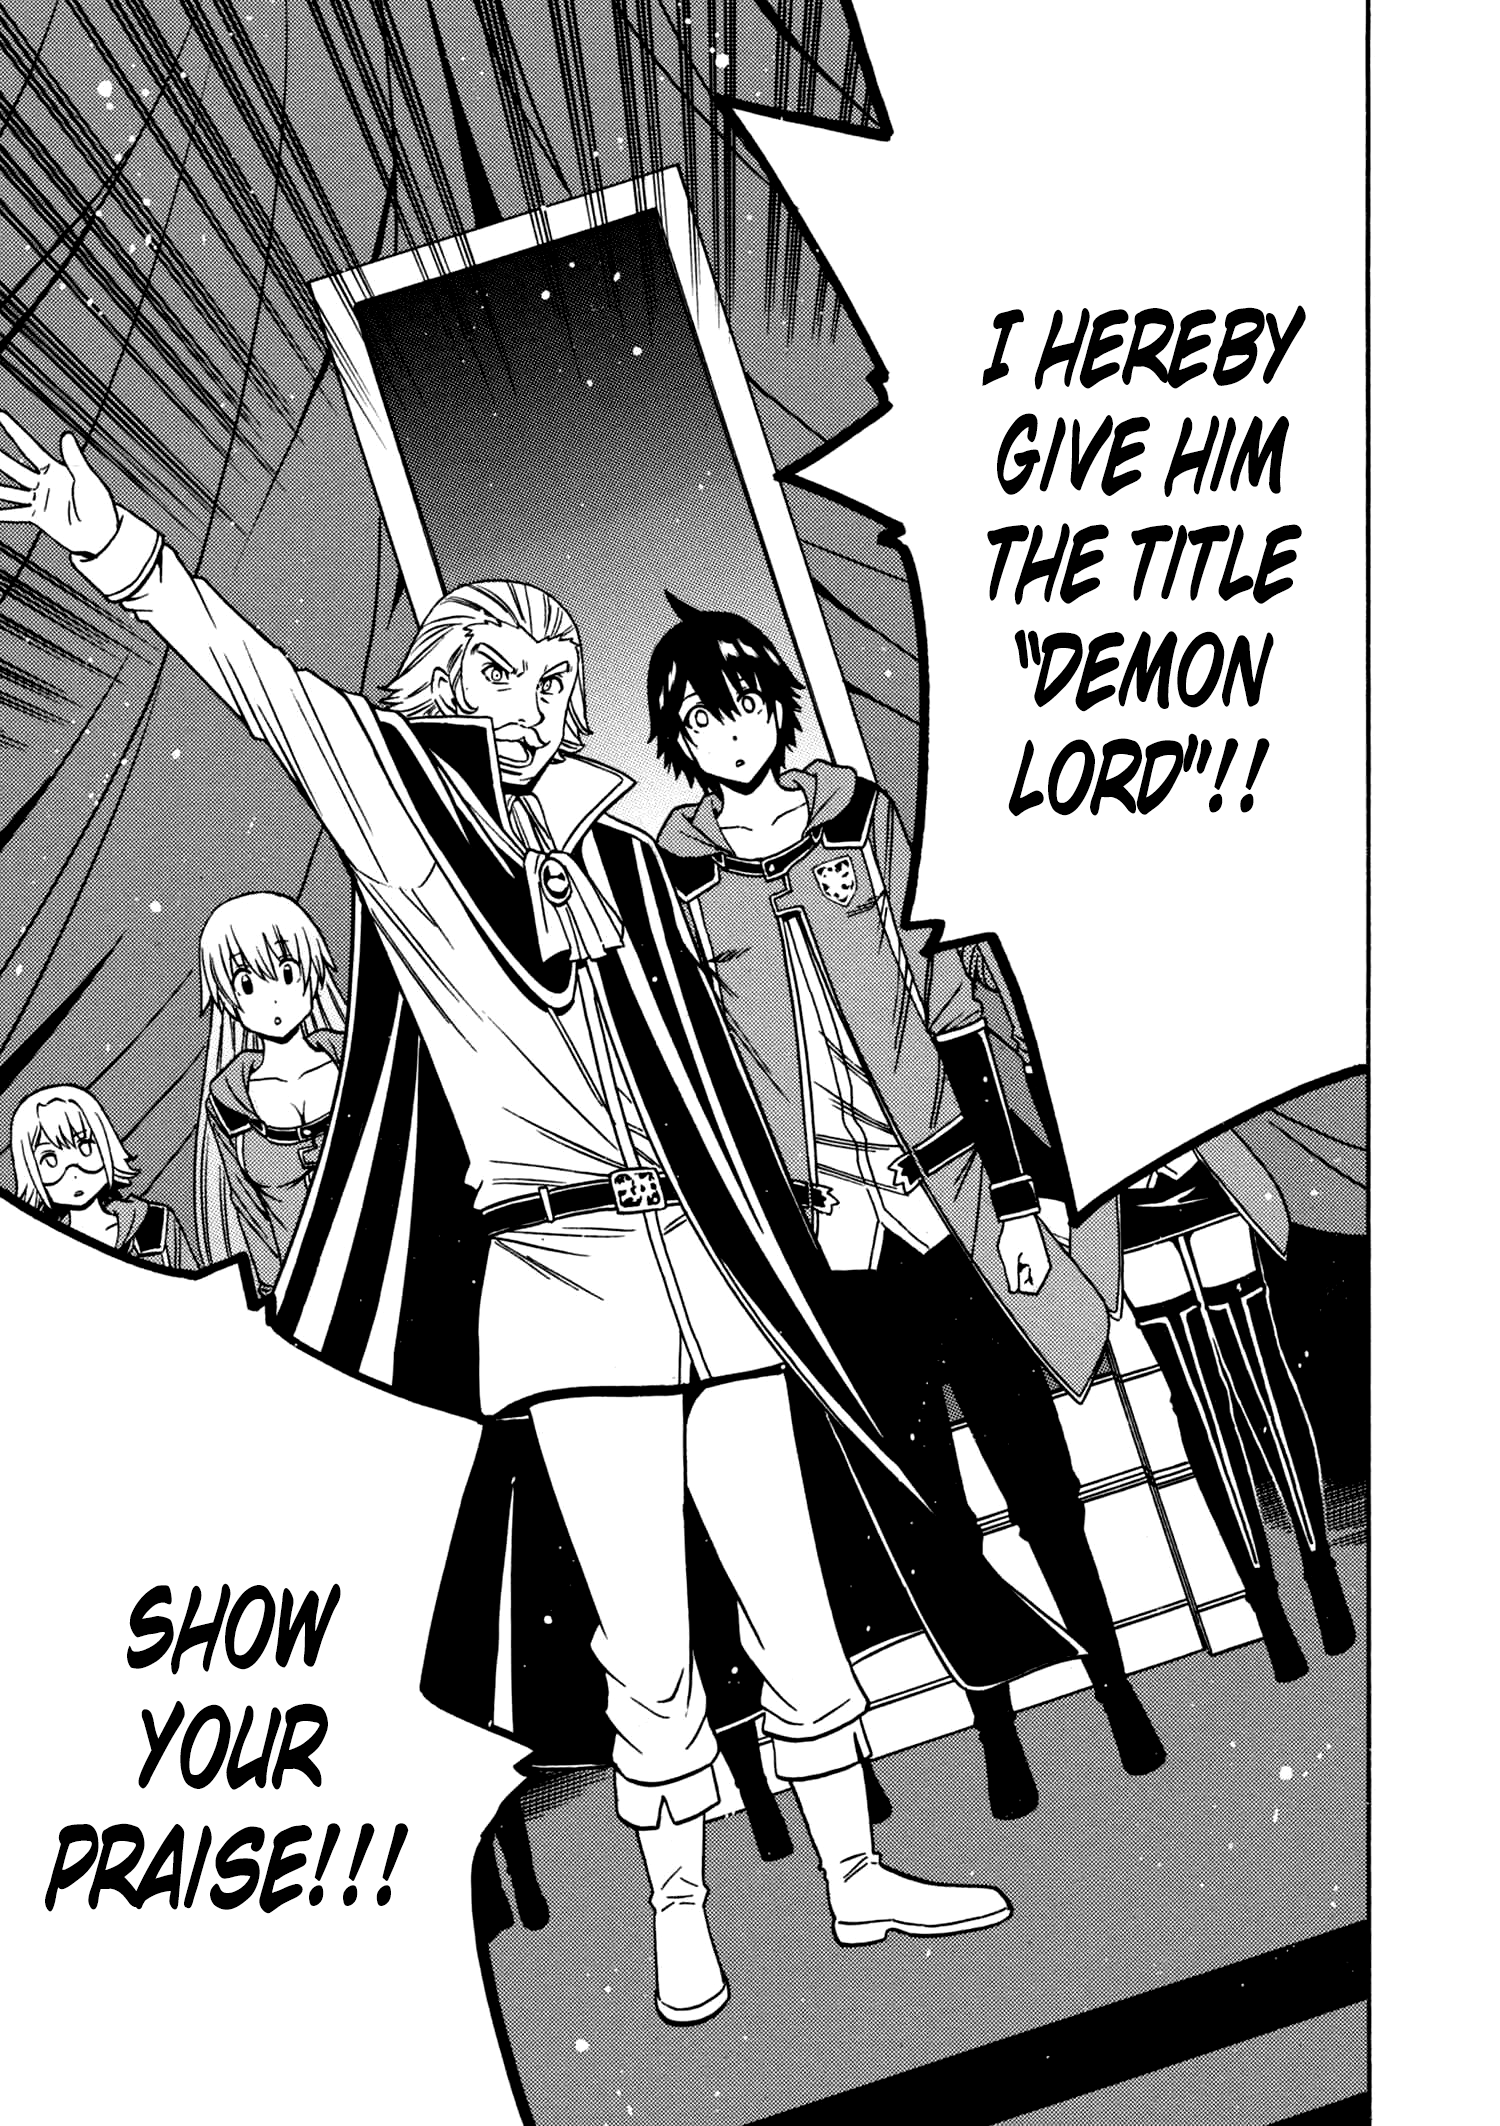 I HEREBY
GIVE HIM
THE TITLE
"DEMON
LORD"!!
SHOW
YOUR
PRAISE!!!